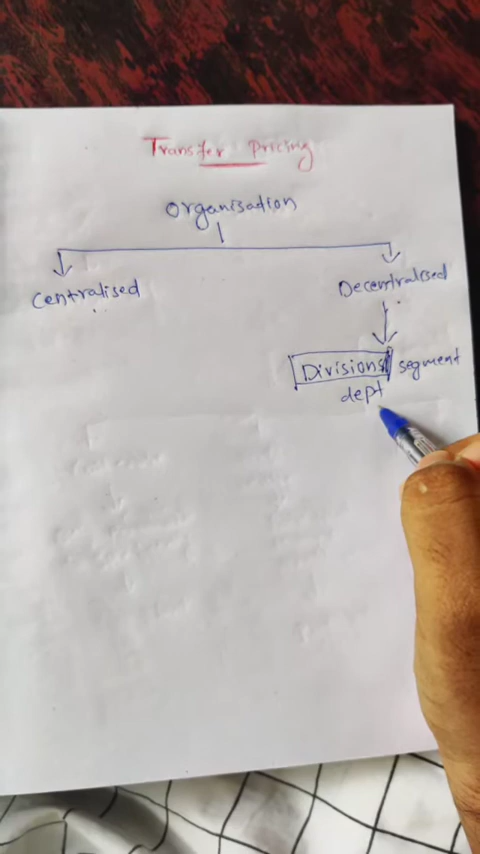 Transfer Pricing
Organisation
Centralised
Decentralised
Divisions segment
dept